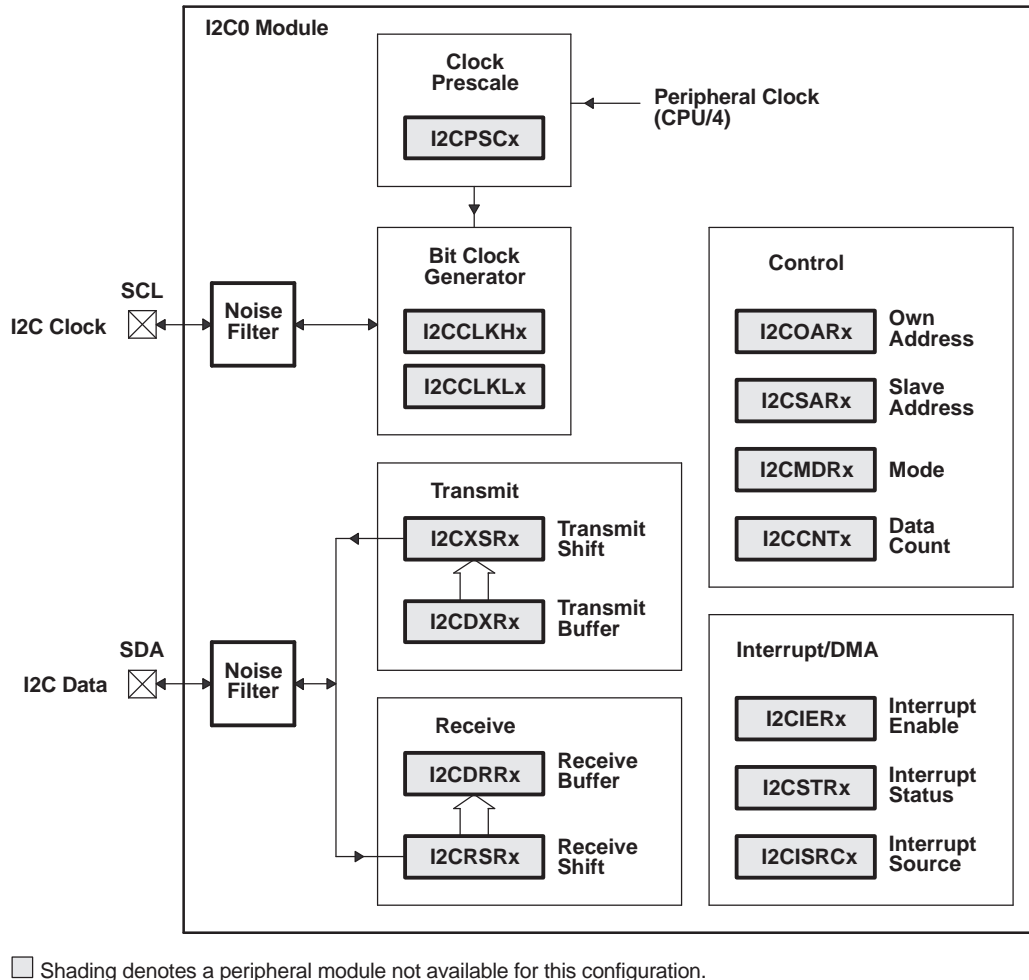 I2C0 Module
Clock
Prescale
I2CPSCx
Peripheral Clock
(CPU/4)
Bit Clock
Generator
I2CCLKHx
I2CCLKLx
SCL
I2C Clock
Noise
Filter
Control
I2COARx
Own
Address
I2CSARx
Slave
Address
I2CMDRx
Mode
I2CCNTx
Data
Count
Transmit
I2CXSRx
Transmit
Shift
I2CDXRx
Transmit
Buffer
SDA
I2C Data
Noise
Filter
Receive
I2CDRRx
Receive
Buffer
I2CRSRx
Receive
Shift
Interrupt/DMA
I2CIERx
Interrupt
Enable
I2CSTRx
Interrupt
Status
I2CISRCx
Interrupt
Source
Shading denotes a peripheral module not available for this configuration.